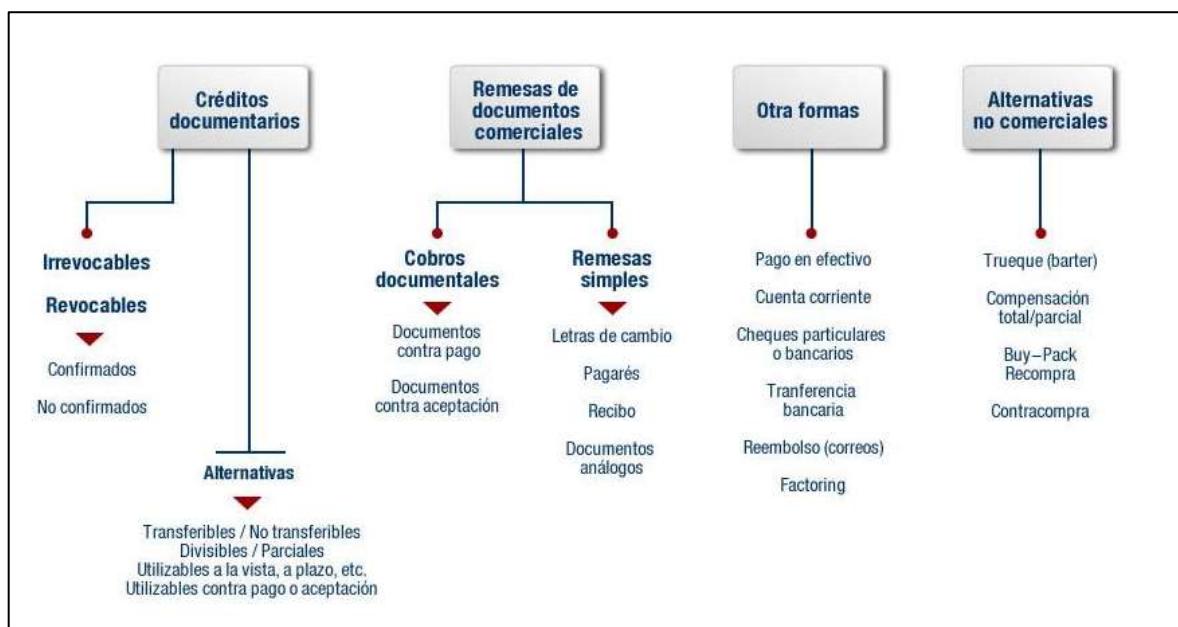 Créditos
documentarios
Irrevocables
Revocables
Confirmados
No confirmados
Alternativas
Transferibles / No transferibles
Divisibles / Parciales
Utilizables a la vista, a plazo, etc.
Utilizables contra pago o aceptación
Remesas de
documentos
comerciales
Cobros
documentales
Documentos
contra pago
Documentos
contra aceptación
Remesas
simples
Letras de cambio
Pagarés
Recibo
Documentos
análogos
Otra formas
Pago en efectivo
Cuenta corriente
Cheques particulares
o bancarios
Tranferencia
bancaria
Reembolso (correos)
Factoring
Alternativas
no comerciales
Trueque (barter)
Compensación
total/parcial
Buy–Pack
Recompra
Contracompra